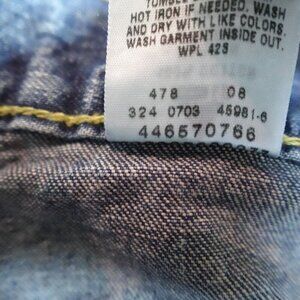 HOT IRON IF NEEDED. WASH
AND DRY WITH LIKE COLORS.
WASH GARMENT INSIDE OUT.
WPL 423
478 08
324 0703 45981-6
446570766